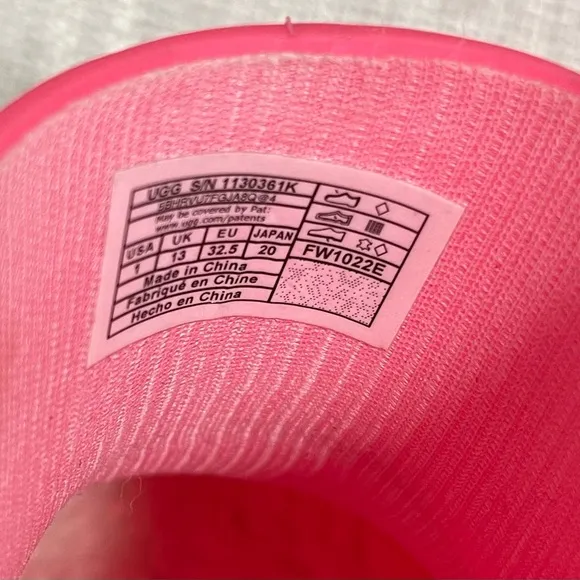 UGG S/N 1130361K
May be covered by Pat:
www.ugg.com/patents
USA UK EU JAPAN
1 13 32.5 20
Made in China
Fabriqué en Chine
Hecho en China
FW1022E